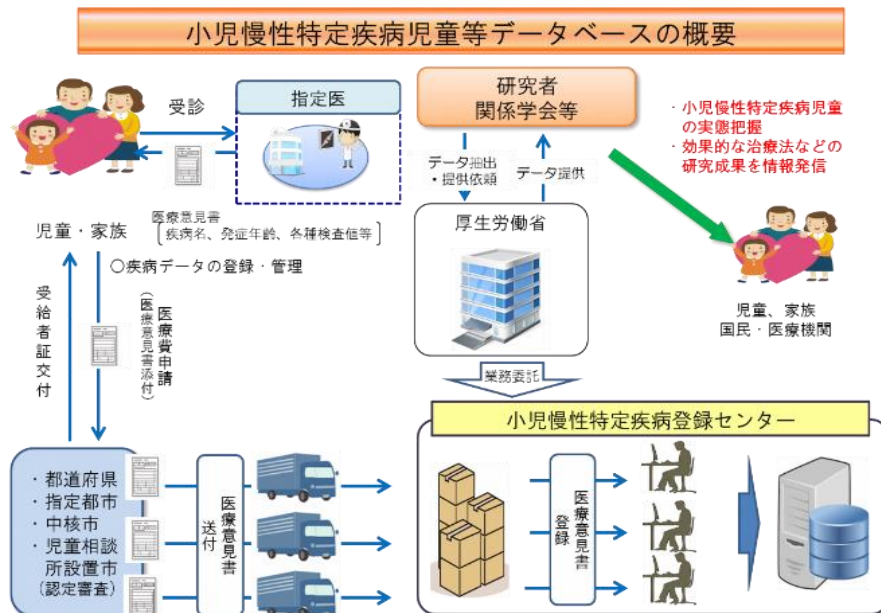 小児慢性特定疾病児童等データベースの概要
受診
指定医
研究者
関係学会等
・小児慢性特定疾病児童
の実態把握
・効果的な治療法などの
研究成果を情報発信
データ抽出
・提供依頼
データ提供
児童・家族
医療意見書
疾病名、発症年齢、各種検査値等
〇疾病データの登録・管理
厚生労働省
児童、家族
国民・医療機関
受給者証交付
医療費申請
(医療意見書添付)
業務委託
小児慢性特定疾病登録センター
・都道府県
・指定都市
・中核市
・児童相談
所設置市
(認定審査)
医療意見書
送付
医療意見書
登録